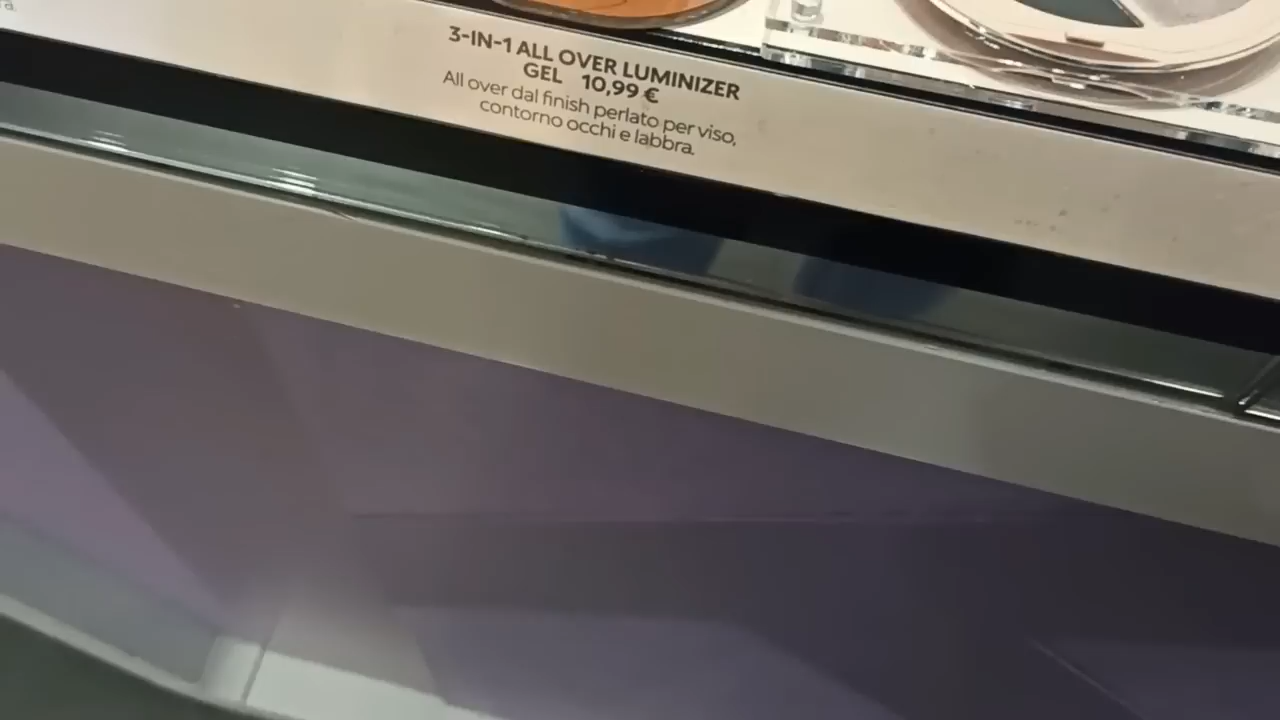 3-IN-1 ALL OVER LUMINIZER
GEL 10,99 €
All over dal finish perlato per viso,
contorno occhi e labbra.